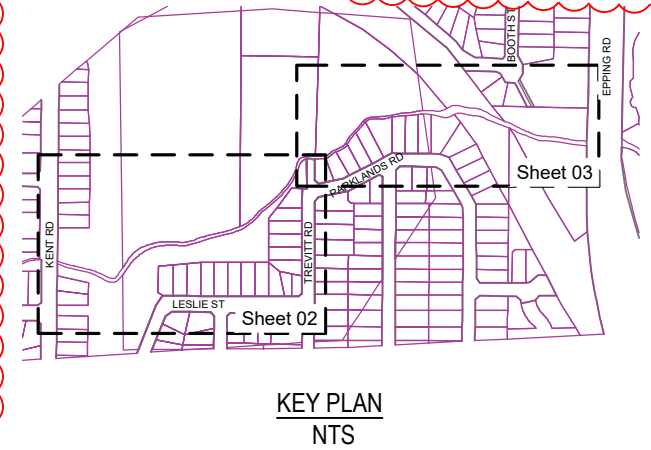 BOOTH ST
EPPING RD
Sheet 03
PARKLANDS RD
KENT RD
TREVITT RD
LESLIE ST
Sheet 02
KEY PLAN
NTS